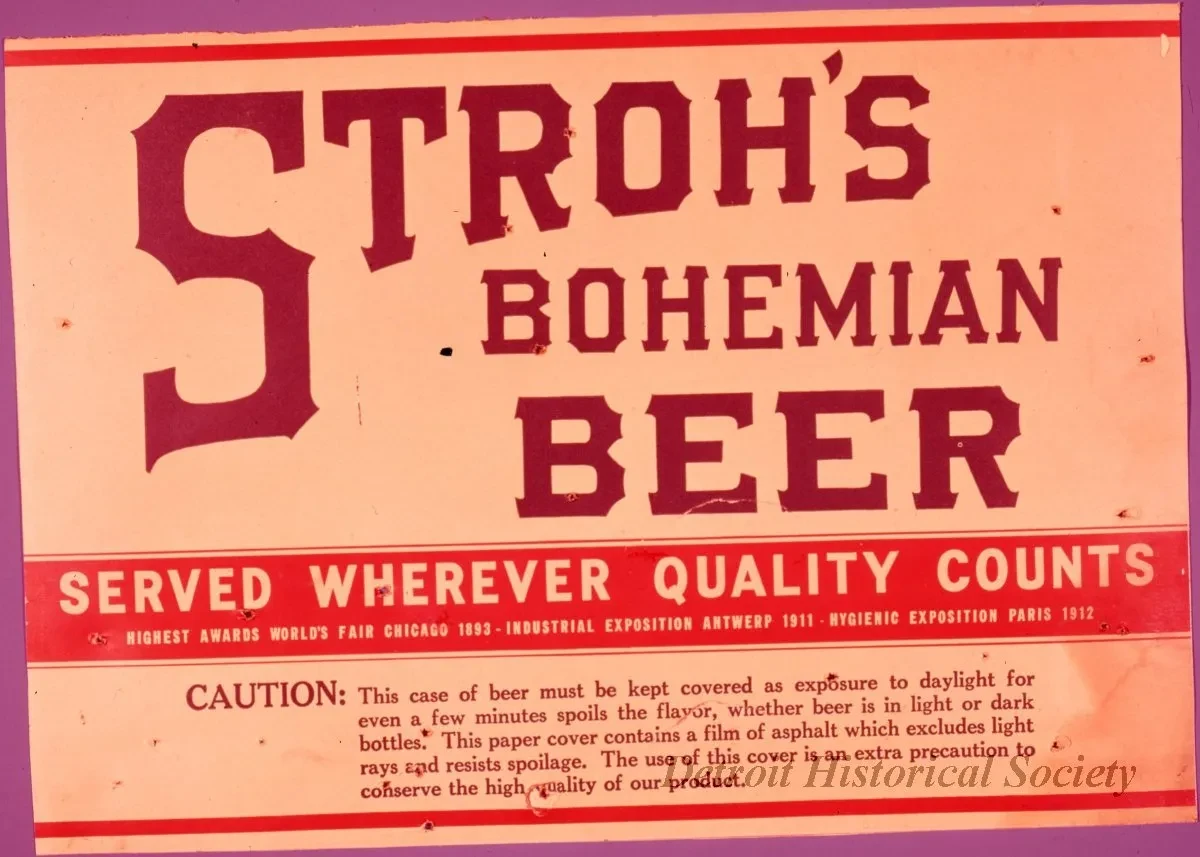 STROH'S
BOHEMIAN
BEER
SERVED WHEREVER QUALITY COUNTS
HIGHEST AWARDS WORLD'S FAIR CHICAGO 1893 - INDUSTRIAL EXPOSITION ANTWERP 1911 - HYGIENIC EXPOSITION PARIS 1912
CAUTION: This case of beer must be kept covered as exposure to daylight for
even a few minutes spoils the flavor, whether beer is in light or dark
bottles. This paper cover contains a film of asphalt which excludes light
rays and resists spoilage. The use of this cover is an extra precaution to
conserve the high quality of our product.
Detroit Historical Society